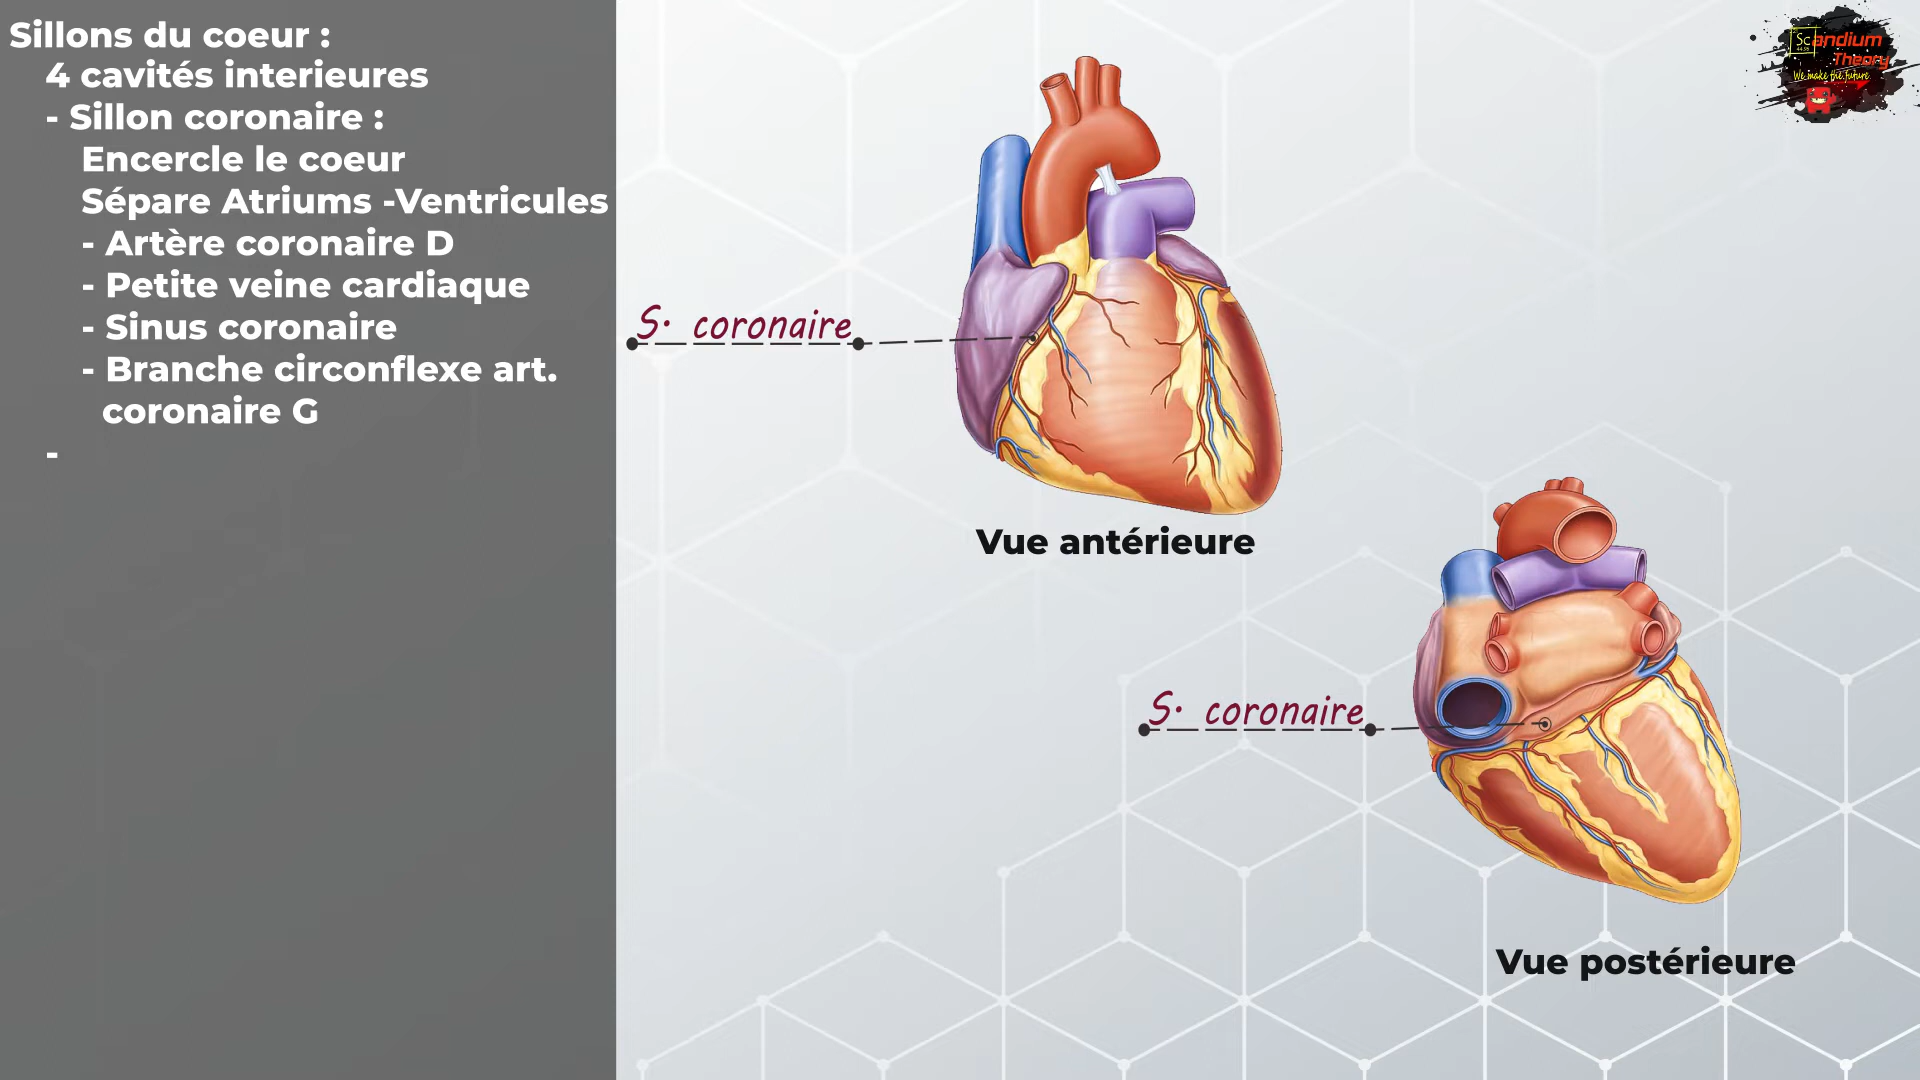 Sillons du coeur :
4 cavités interieures
- Sillon coronaire :
Encercle le coeur
Sépare Atriums -Ventricules
- Artère coronaire D
- Petite veine cardiaque
- Sinus coronaire
- Branche circonflexe art.
coronaire G
-
S. coronaire
Vue antérieure
S. coronaire
Vue postérieure
Scandium
Theory
We make the future